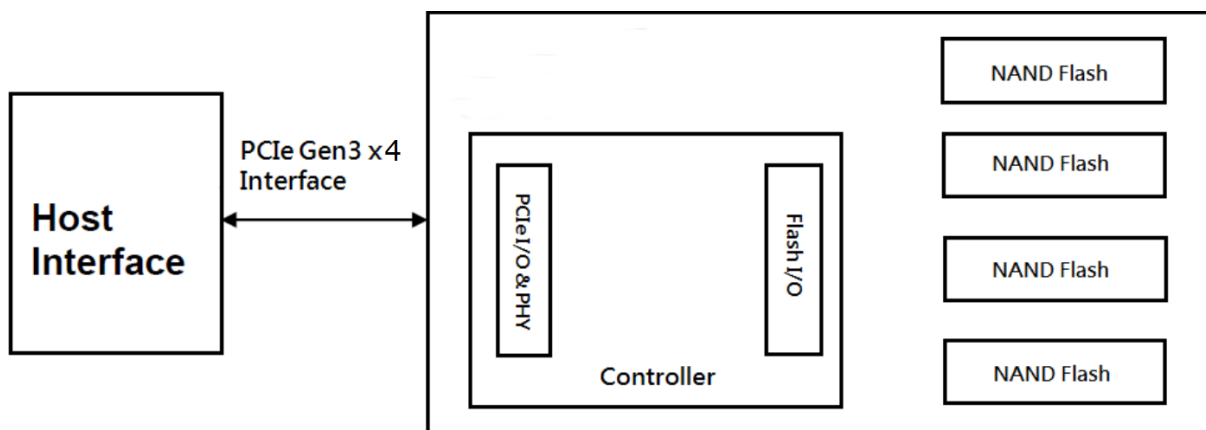 Host
Interface
PCIe Gen3 x4
Interface
PCIe I/O & PHY
Controller
Flash I/O
NAND Flash
NAND Flash
NAND Flash
NAND Flash